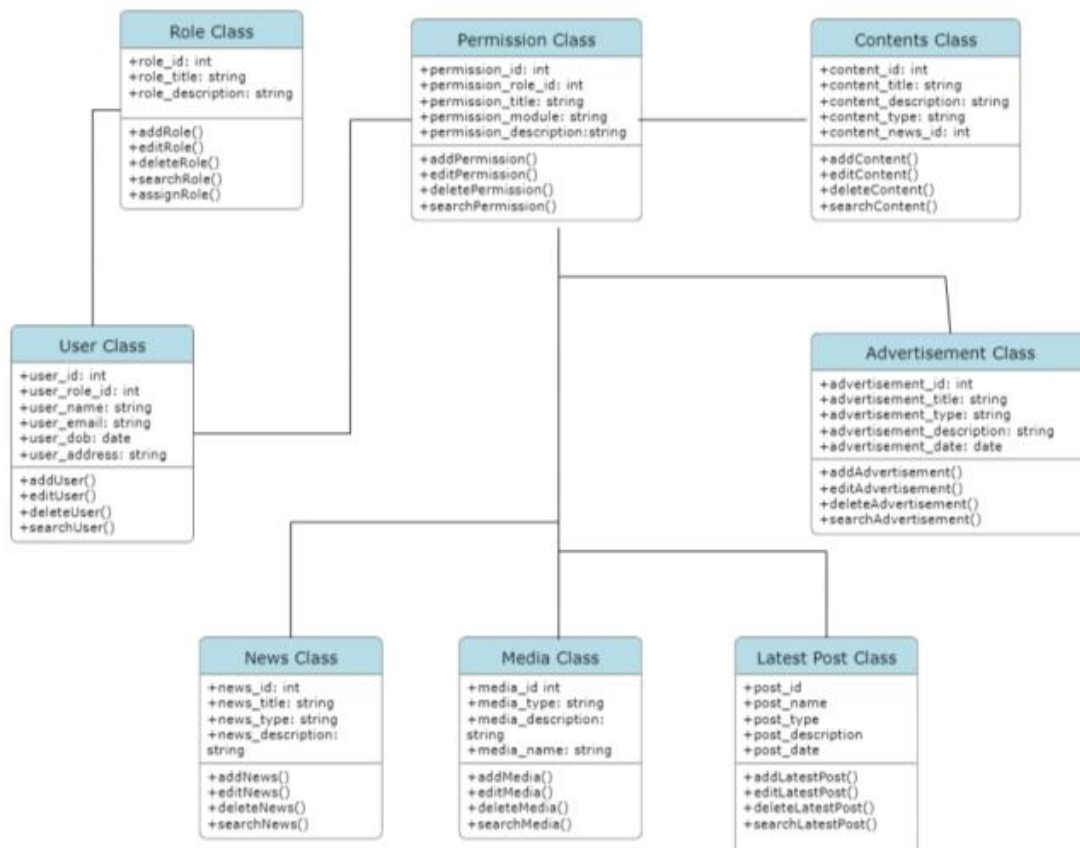 Role Class
+role_id: int
+role_title: string
+role_description: string
+addRole()
+editRole()
+deleteRole()
+searchRole()
+assignRole()
Permission Class
+permission_id: int
+permission_role_id: int
+permission_title: string
+permission_module: string
+permission_description:string
+addPermission()
+editPermission()
+deletePermission()
+searchPermission()
Contents Class
+content_id: int
+content_title: string
+content_description: string
+content_type: string
+content_news_id: int
+addContent()
+editContent()
+deleteContent()
+searchContent()
User Class
+user_id: int
+user_role_id: int
+user_name: string
+user_email: string
+user_dob: date
+user_address: string
+addUser()
+editUser()
+deleteUser()
+searchUser()
Advertisement Class
+advertisement_id: int
+advertisement_title: string
+advertisement_type: string
+advertisement_description: string
+advertisement_date: date
+addAdvertisement()
+editAdvertisement()
+deleteAdvertisement()
+searchAdvertisement()
News Class
+news_id: int
+news_title: string
+news_type: string
+news_description:
string
+addNews()
+editNews()
+deleteNews()
+searchNews()
Media Class
+media_id int
+media_type: string
+media_description:
string
+media_name: string
+addMedia()
+editMedia()
+deleteMedia()
+searchMedia()
Latest Post Class
+post_id
+post_name
+post_type
+post_description
+post_date
+addLatestPost()
+editLatestPost()
+deleteLatestPost()
+searchLatestPost()